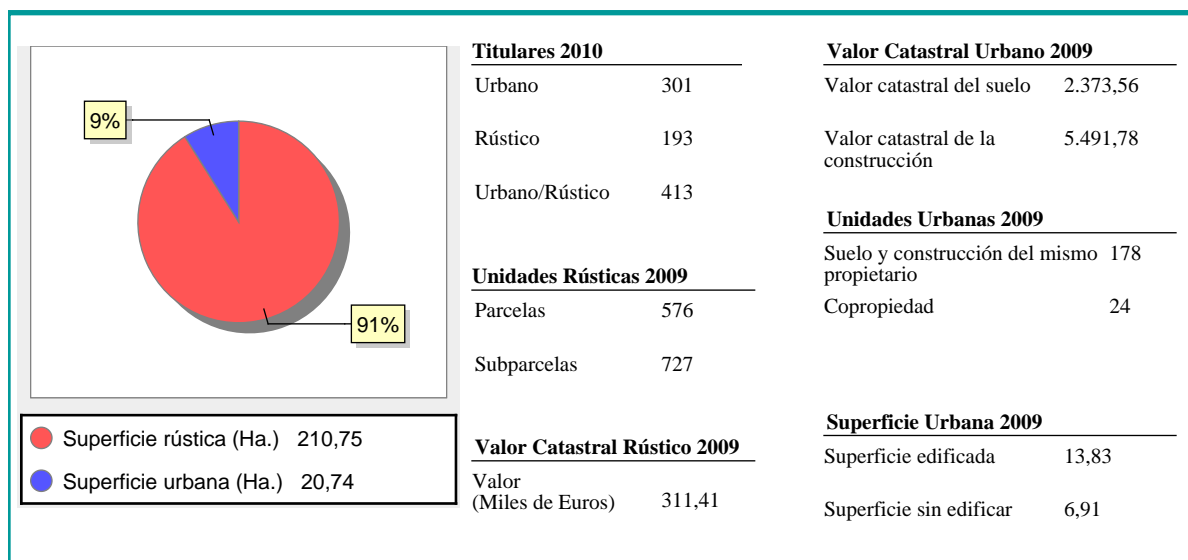 9%
91%
Superficie rústica (Ha.) 210,75
Superficie urbana (Ha.) 20,74
Titulares 2010
Urbano 301
Rústico 193
Urbano/Rústico 413
Unidades Rústicas 2009
Parcelas 576
Subparcelas 727
Valor Catastral Rústico 2009
Valor
(Miles de Euros) 311,41
Valor Catastral Urbano 2009
Valor catastral del suelo 2.373,56
Valor catastral de la 5.491,78
construcción
Unidades Urbanas 2009
Suelo y construcción del mismo 178
propietario
Copropiedad 24
Superficie Urbana 2009
Superficie edificada 13,83
Superficie sin edificar 6,91